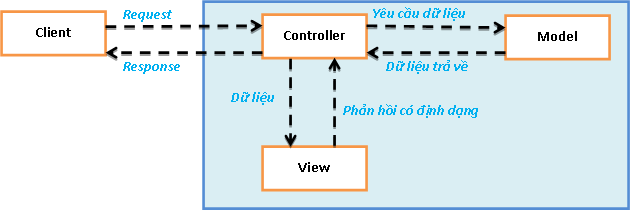 Request
Yêu cầu dữ liệu
Client
Controller
Model
Response
Dữ liệu trả về
Dữ liệu
Phản hồi có định dạng
View